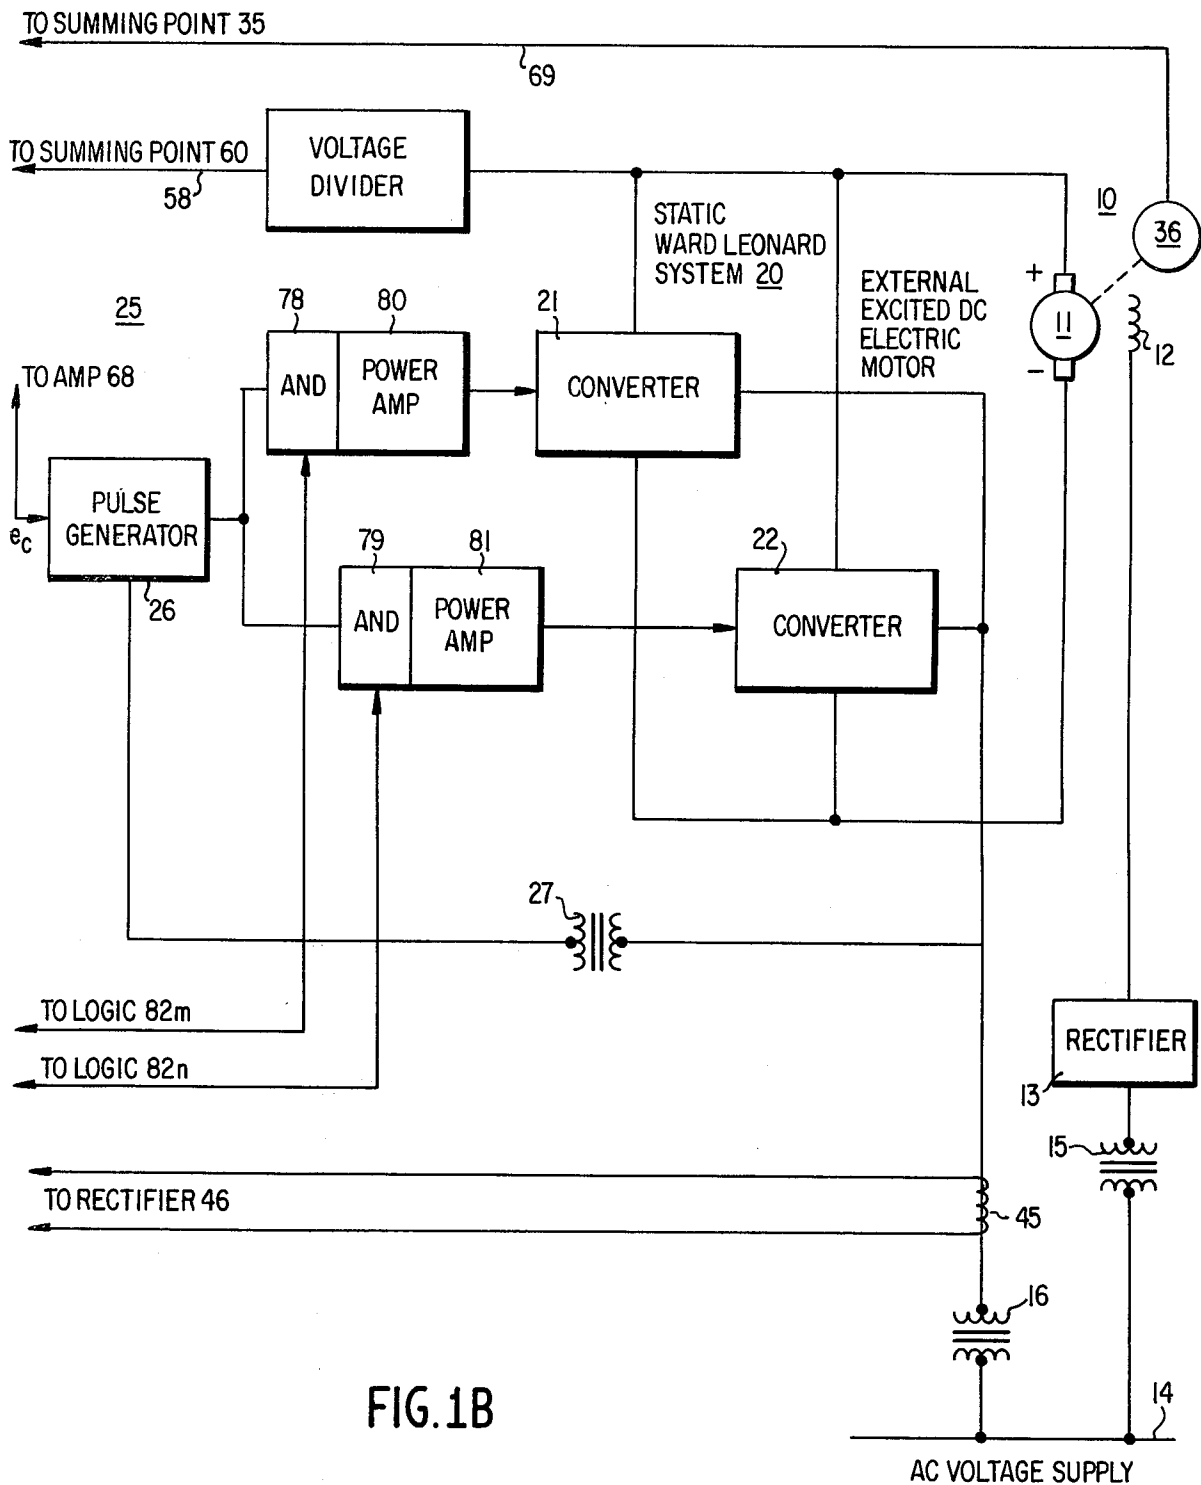 TO SUMMING POINT 35
69
TO SUMMING POINT 60
58
VOLTAGE
DIVIDER
STATIC
WARD LEONARD
SYSTEM 20
10
36
EXTERNAL
EXCITED DC
ELECTRIC
MOTOR
+
11
-
12
25
78
80
21
TO AMP 68
AND
POWER
AMP
CONVERTER
PULSE
GENERATOR
ec
26
79
81
22
AND
POWER
AMP
CONVERTER
27
TO LOGIC 82m
TO LOGIC 82n
RECTIFIER
13
15
TO RECTIFIER 46
45
16
FIG. 1B
14
AC VOLTAGE SUPPLY